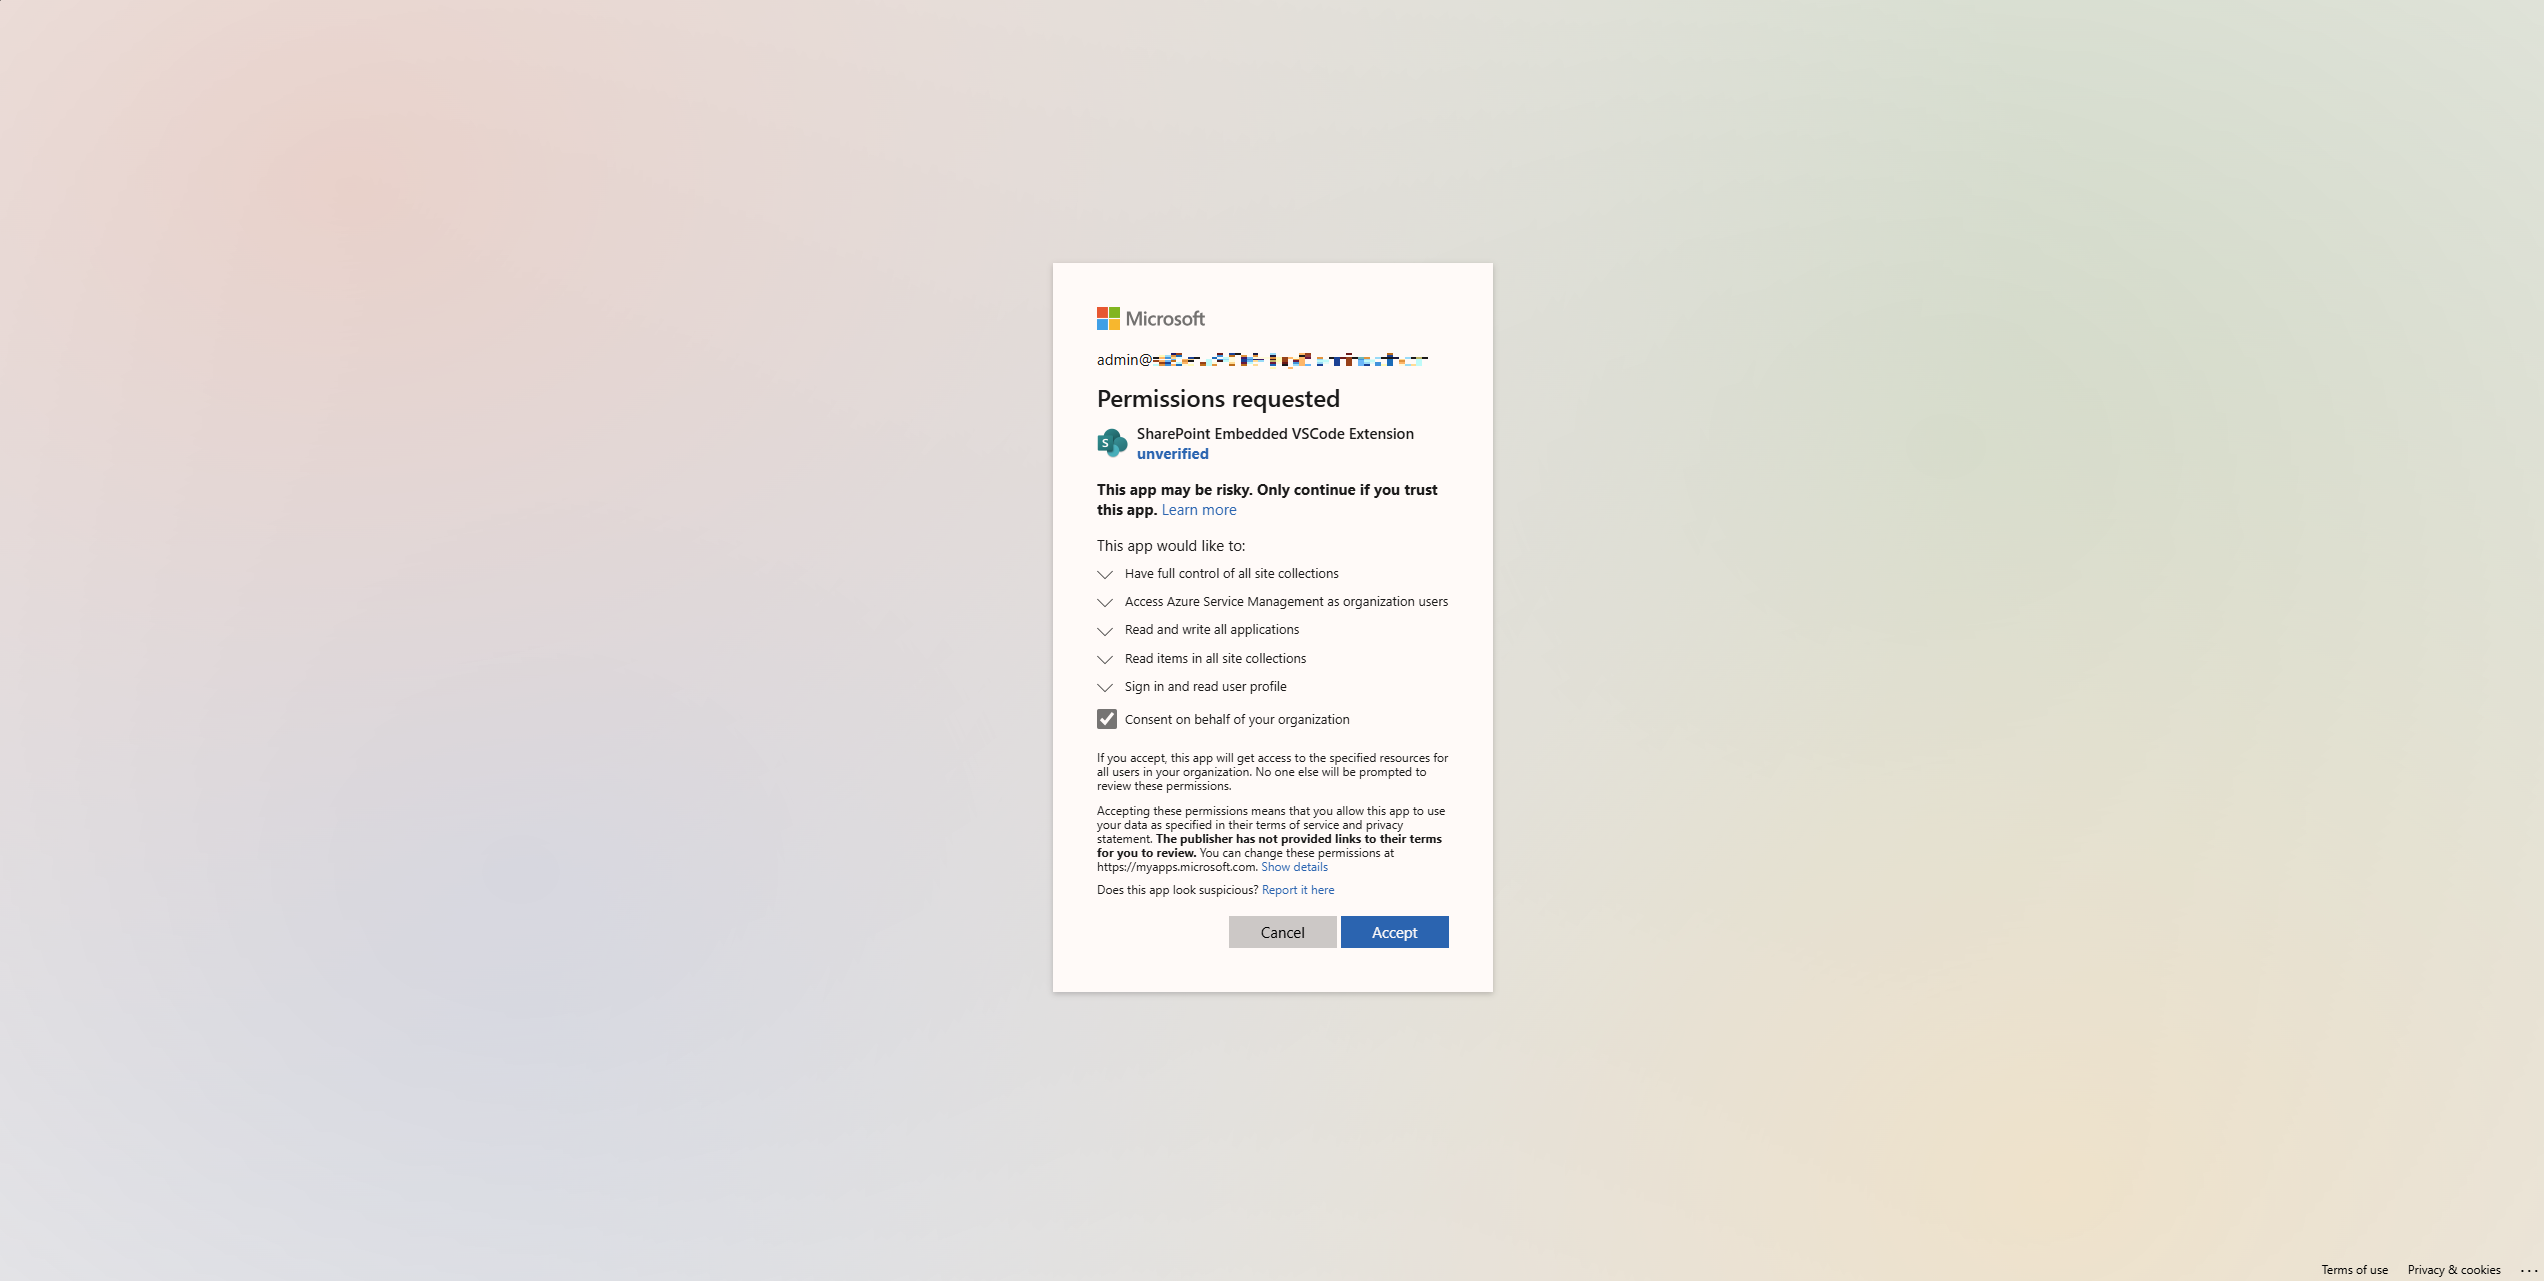 Microsoft
admin@
Permissions requested
SharePoint Embedded VSCode Extension
unverified
This app may be risky. Only continue if you trust
this app. Learn more
This app would like to:
Have full control of all site collections
Access Azure Service Management as organization users
Read and write all applications
Read items in all site collections
Sign in and read user profile
Consent on behalf of your organization
If you accept, this app will get access to the specified resources for
all users in your organization. No one else will be prompted to
review these permissions.
Accepting these permissions means that you allow this app to use
your data as specified in their terms of service and privacy
statement. The publisher has not provided links to their terms
for you to review. You can change these permissions at
https://myapps.microsoft.com. Show details
Does this app look suspicious? Report it here
Cancel Accept
Terms of use Privacy & cookies ...